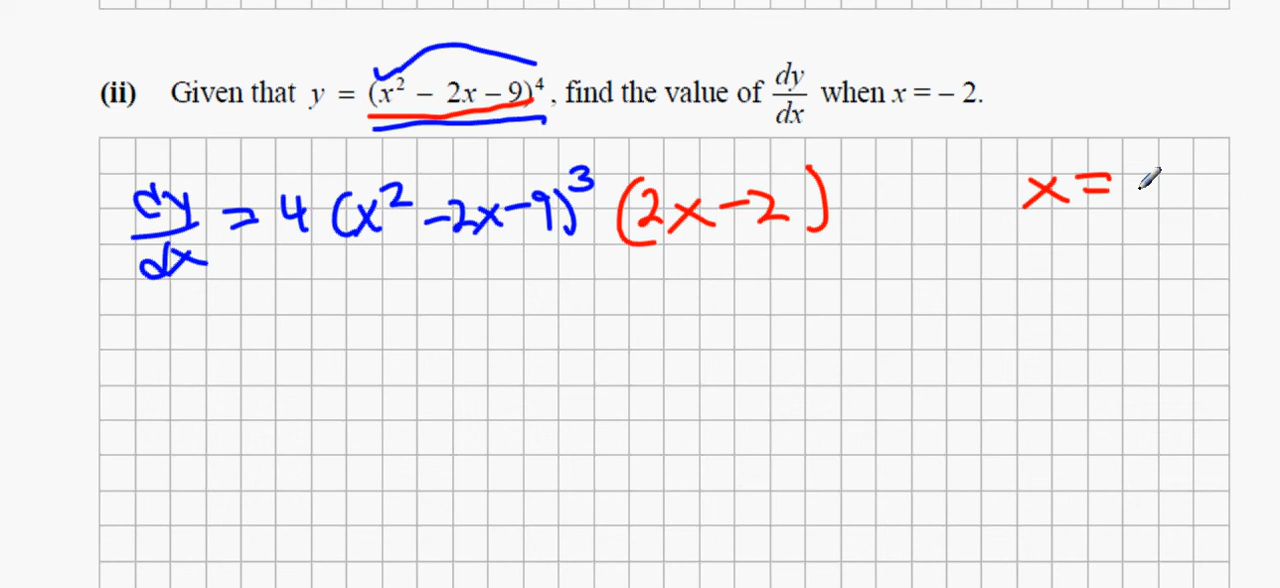 (ii) Given that y = (x² – 2x – 9)⁴, find the value of dy/dx when x = – 2.
dy/dx = 4 (x² - 2x - 9)³ (2x - 2) x =